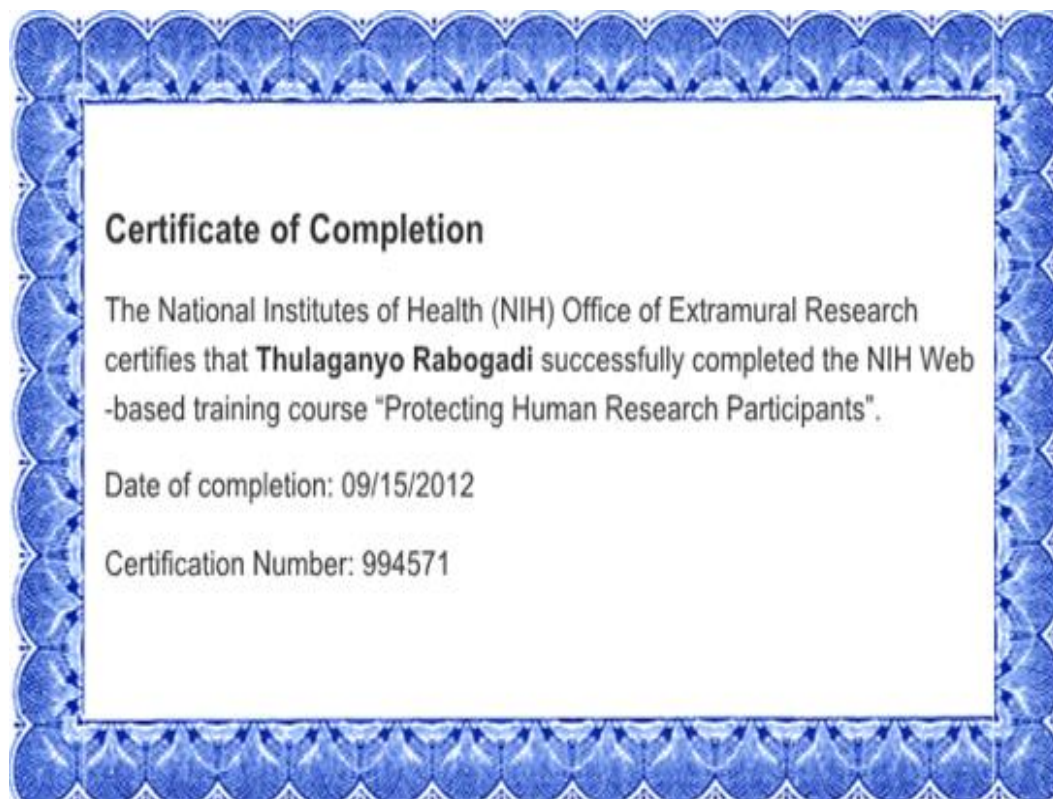 Certificate of Completion
The National Institutes of Health (NIH) Office of Extramural Research
certifies that Thulaganyo Rabogadi successfully completed the NIH Web
-based training course “Protecting Human Research Participants”.
Date of completion: 09/15/2012
Certification Number: 994571